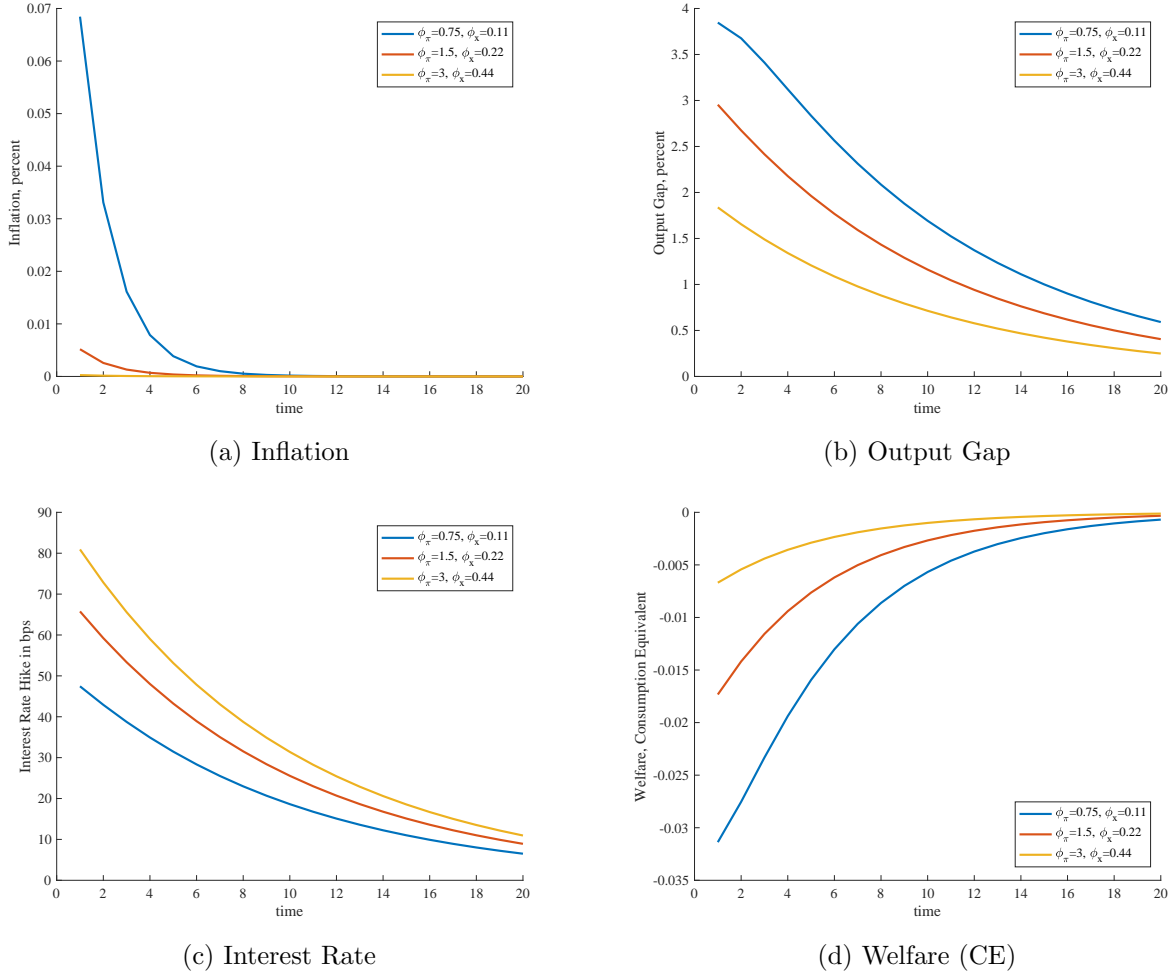 0.07
0.06
0.05
0.04
0.03
0.02
0.01
0
Inflation, percent
0 2 4 6 8 10 12 14 16 18 20
time
ϕπ=0.75, ϕx=0.11
ϕπ=1.5, ϕx=0.22
ϕπ=3, ϕx=0.44
(a) Inflation
4
3.5
3
2.5
2
1.5
1
0.5
0
Output Gap, percent
0 2 4 6 8 10 12 14 16 18 20
time
ϕπ=0.75, ϕx=0.11
ϕπ=1.5, ϕx=0.22
ϕπ=3, ϕx=0.44
(b) Output Gap
90
80
70
60
50
40
30
20
10
0
Interest Rate Hike in bps
0 2 4 6 8 10 12 14 16 18 20
time
ϕπ=0.75, ϕx=0.11
ϕπ=1.5, ϕx=0.22
ϕπ=3, ϕx=0.44
(c) Interest Rate
0
-0.005
-0.01
-0.015
-0.02
-0.025
-0.03
-0.035
Welfare, Consumption Equivalent
0 2 4 6 8 10 12 14 16 18 20
time
ϕπ=0.75, ϕx=0.11
ϕπ=1.5, ϕx=0.22
ϕπ=3, ϕx=0.44
(d) Welfare (CE)